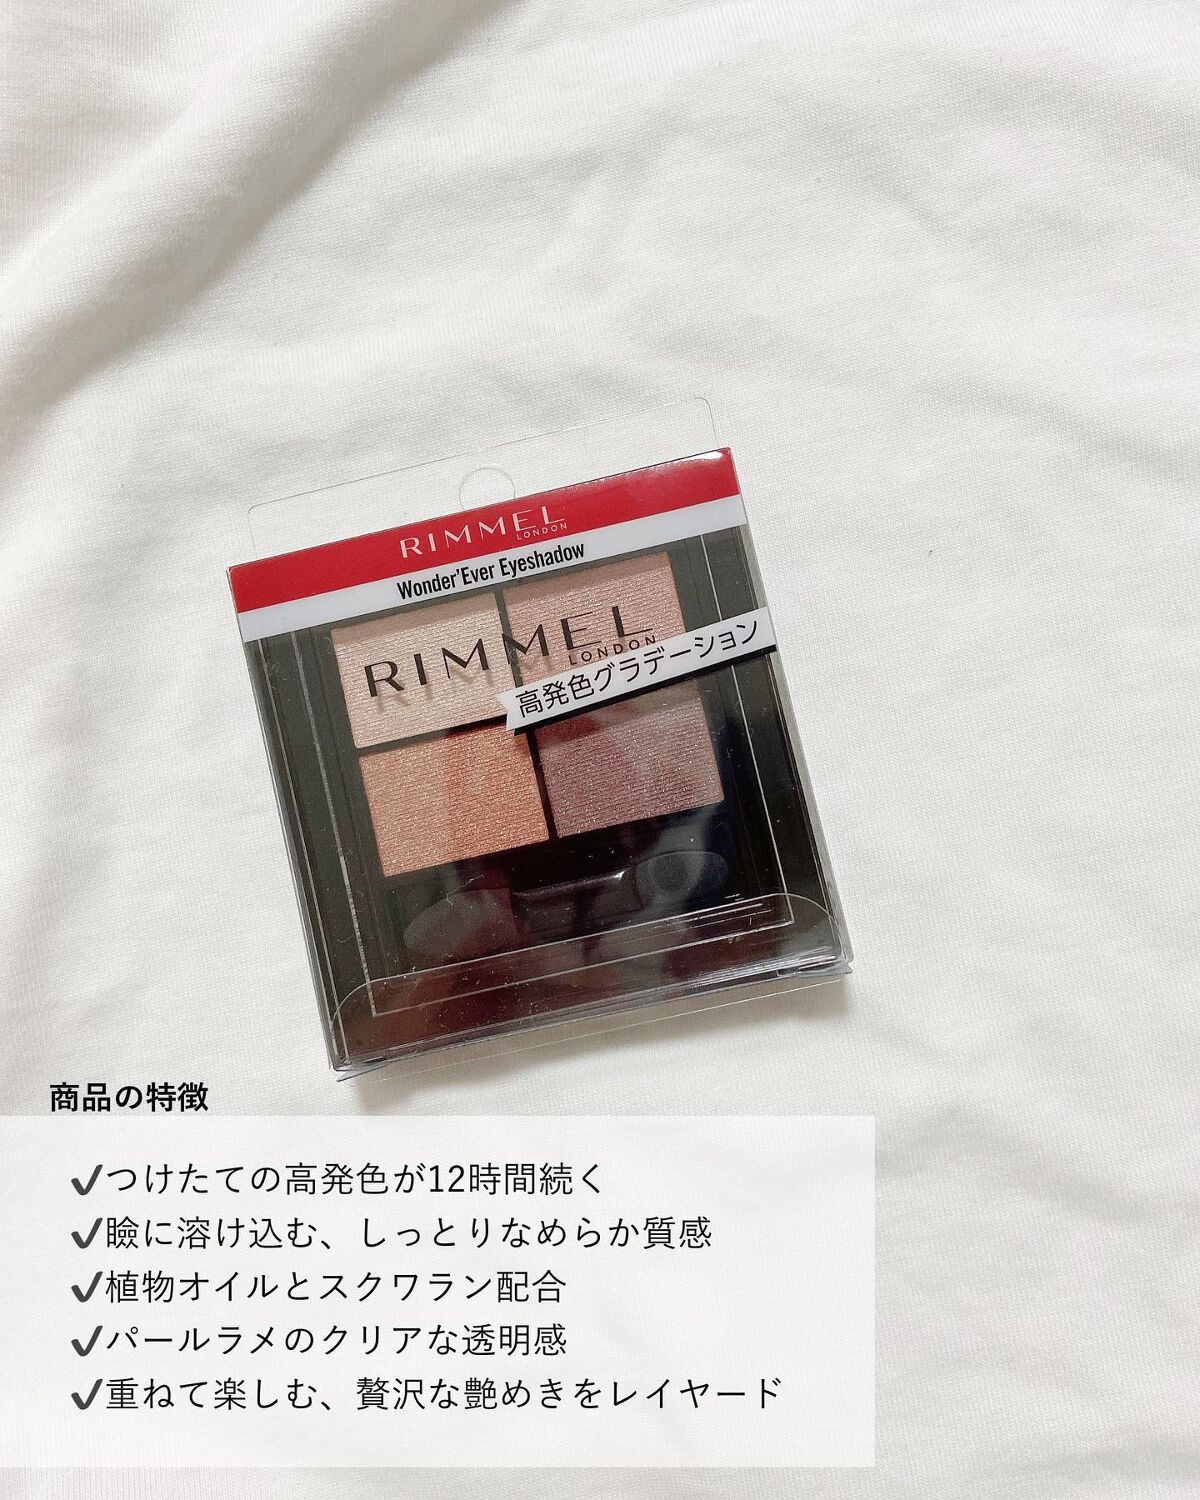 RIMMEL
LONDON
Wonder'Ever Eyeshadow
RIMMEL
LONDON
高発色グラデーション
商品の特徴
✔つけたての高発色が12時間続く
✔瞼に溶け込む、しっとりなめらか質感
✔植物オイルとスクワラン配合
✔パールラメのクリアな透明感
✔重ねて楽しむ、贅沢な艶めきをレイヤード